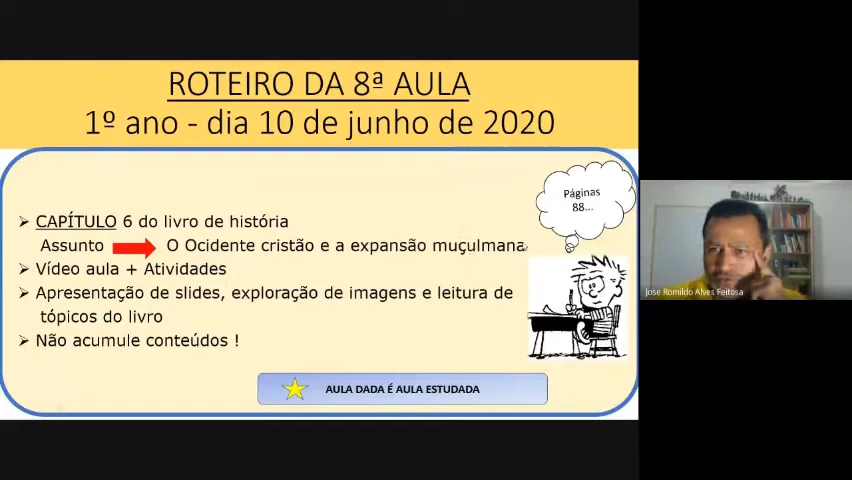 ROTEIRO DA 8ª AULA
1º ano - dia 10 de junho de 2020
Páginas
88...
➢ CAPÍTULO 6 do livro de história
Assunto O Ocidente cristão e a expansão muçulmana
➢ Vídeo aula + Atividades
➢ Apresentação de slides, exploração de imagens e leitura de
tópicos do livro
➢ Não acumule conteúdos !
AULA DADA É AULA ESTUDADA
Jose Romildo Alves Feitosa